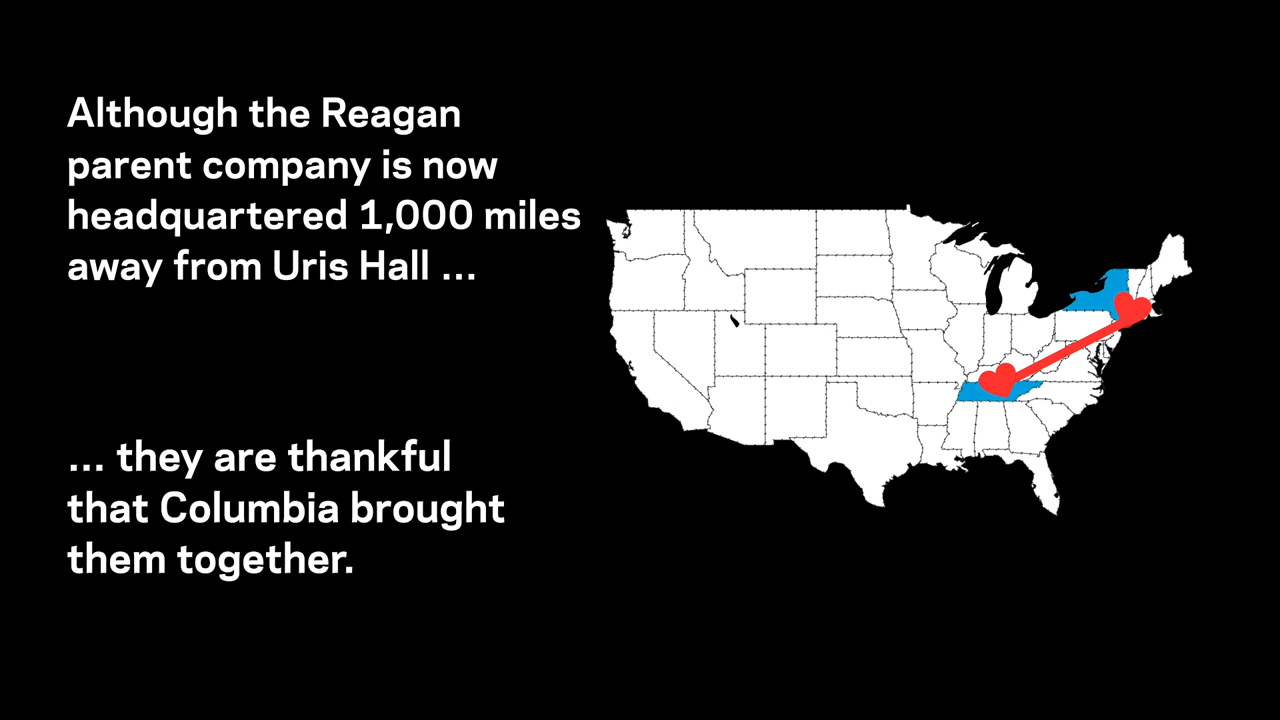 Although the Reagan
parent company is now
headquartered 1,000 miles
away from Uris Hall ...
... they are thankful
that Columbia brought
them together.